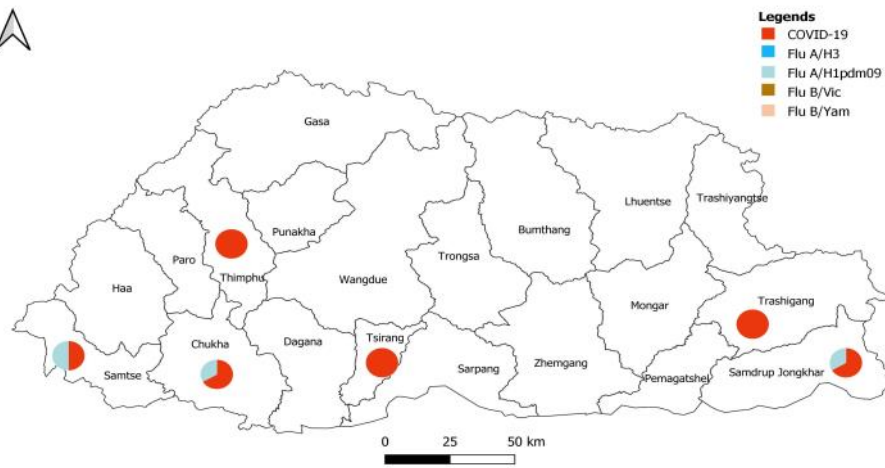 Legends
COVID-19
Flu A/H3
Flu A/H1pdm09
Flu B/Vic
Flu B/Yam
Gasa
Lhuentse
Trashiyangtse
Punakha
Bumthang
Paro
Trongsa
Thimphu
Wangdue
Haa
Mongar
Trashigang
Chukha
Dagana
Tsirang
Sarpang
Zhemgang
Samtse
Pemagatshel
Samdrup Jongkhar
0 25 50 km